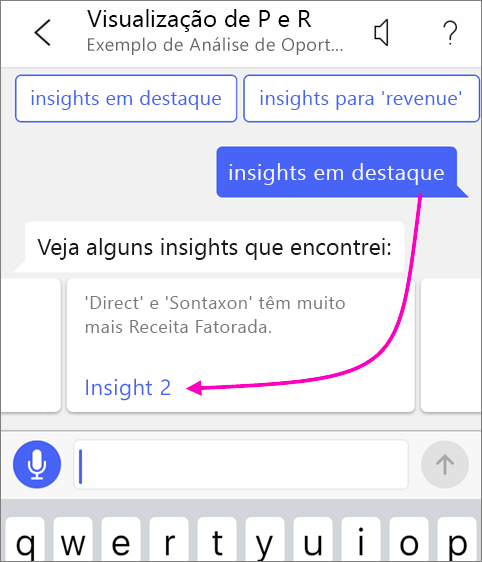 Visualização de P e R
Exemplo de Análise de Oport...
?
insights em destaque
insights para 'revenue'
insights em destaque
Veja alguns insights que encontrei:
'Direct' e 'Sontaxon' têm muito
mais Receita Faturada.
Insight 2
q w e r t y u i o p